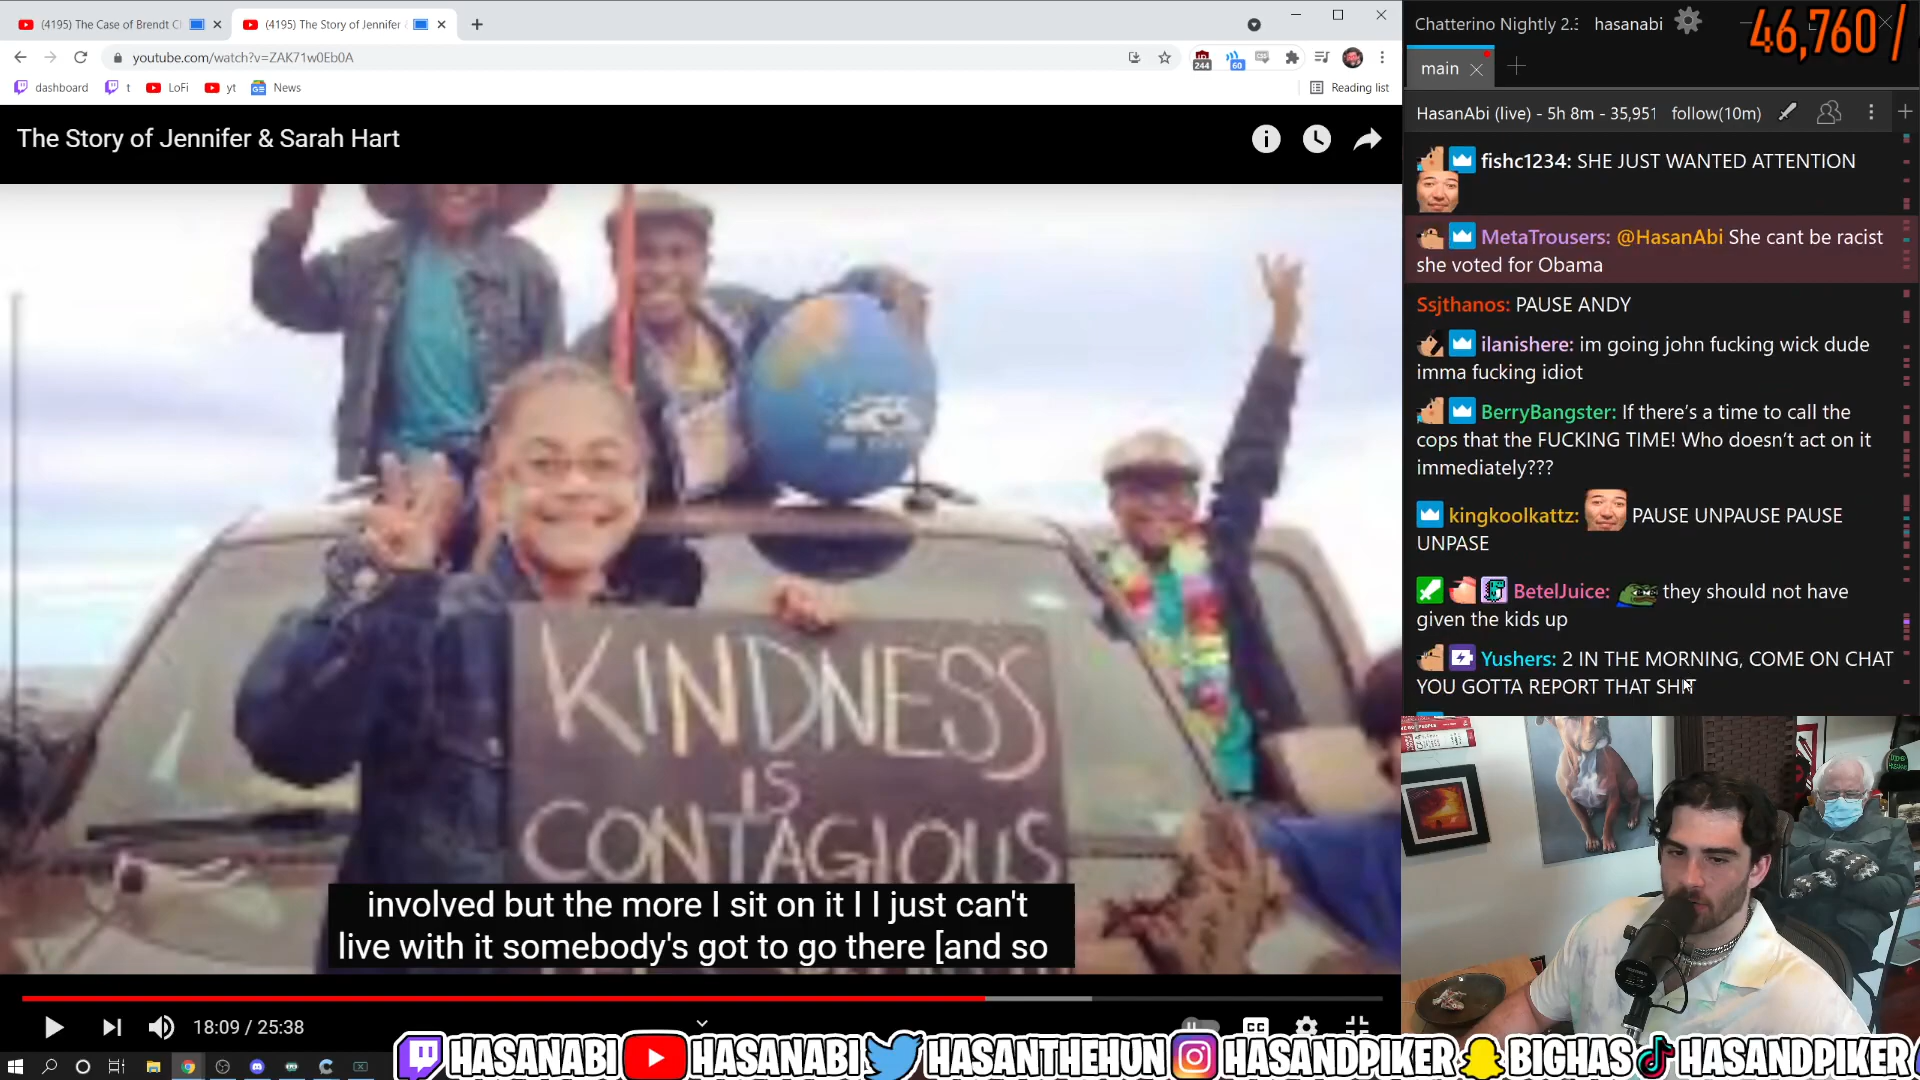 (4195) The Case of Brendt C
(4195) The Story of Jennifer
youtube.com/watch?v=ZAK71w0Eb0A
244
60
dashboard
t
LoFi
yt
News
Reading list
The Story of Jennifer & Sarah Hart
KINDNESS
IS
CONTAGIOUS
involved but the more I sit on it I I just can't
live with it somebody's got to go there [and so
18:09 / 25:38
CC
Chatterino Nightly 2.
hasanabi
46,760 /
main
HasanAbi (live) - 5h 8m - 35,951
follow(10m)
fishc1234: SHE JUST WANTED ATTENTION
MetaTrousers: @HasanAbi She cant be racist
she voted for Obama
Ssjthanos: PAUSE ANDY
ilanishere: im going john fucking wick dude
imma fucking idiot
BerryBangster: If there's a time to call the
cops that the FUCKING TIME! Who doesn't act on it
immediately???
kingkoolkattz: PAUSE UNPAUSE PAUSE
UNPASE
BetelJuice: they should not have
given the kids up
Yushers: 2 IN THE MORNING, COME ON CHAT
YOU GOTTA REPORT THAT SHIT
HASANABI
HASANABI
HASANTHEHUN
HASANDPIKER
BIGHAS
HASANDPIKER